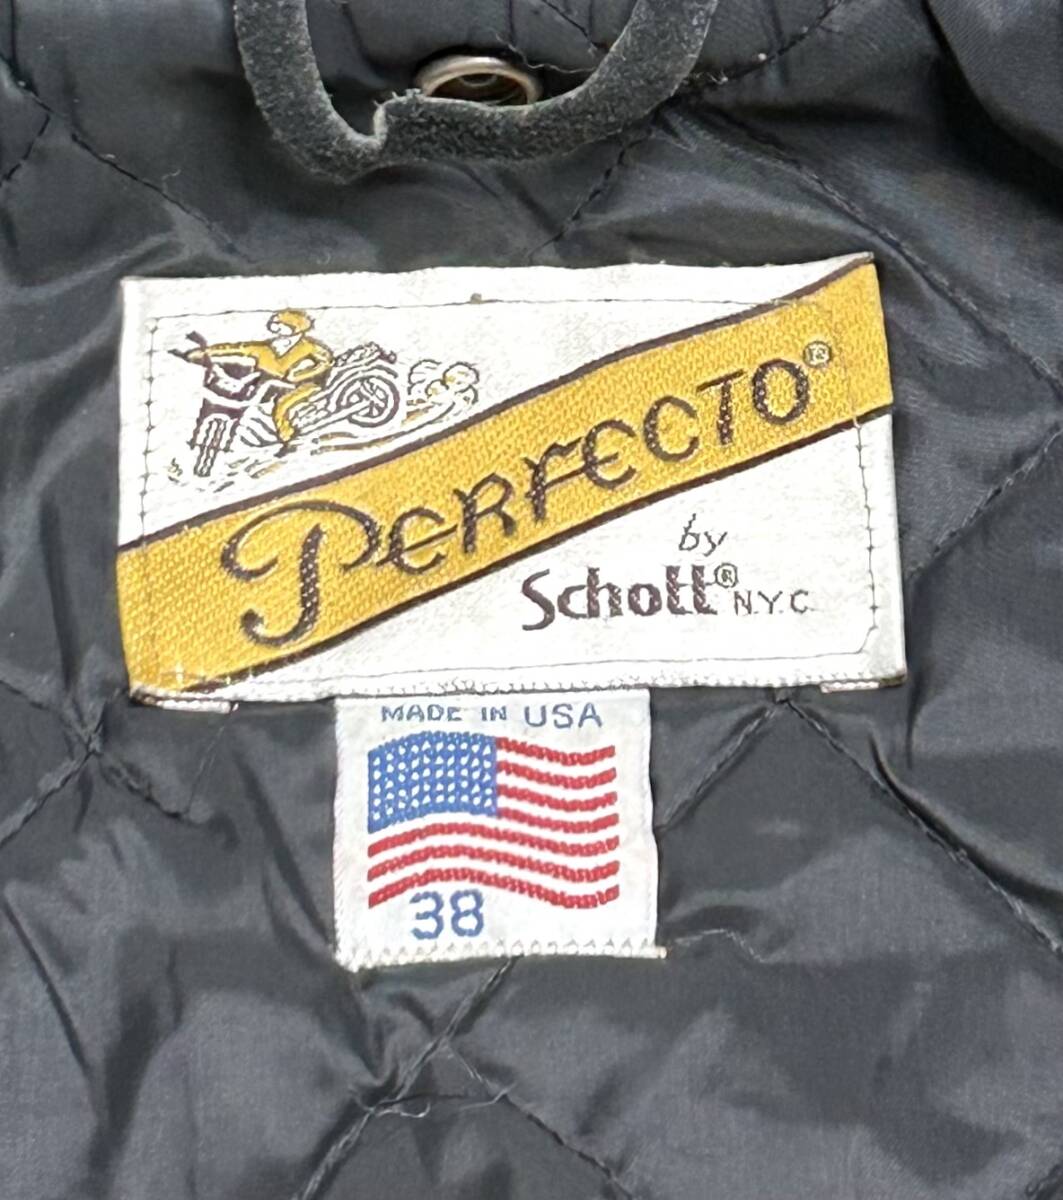 PERFECTO®
by
Schott® N.Y.C
MADE IN USA
38